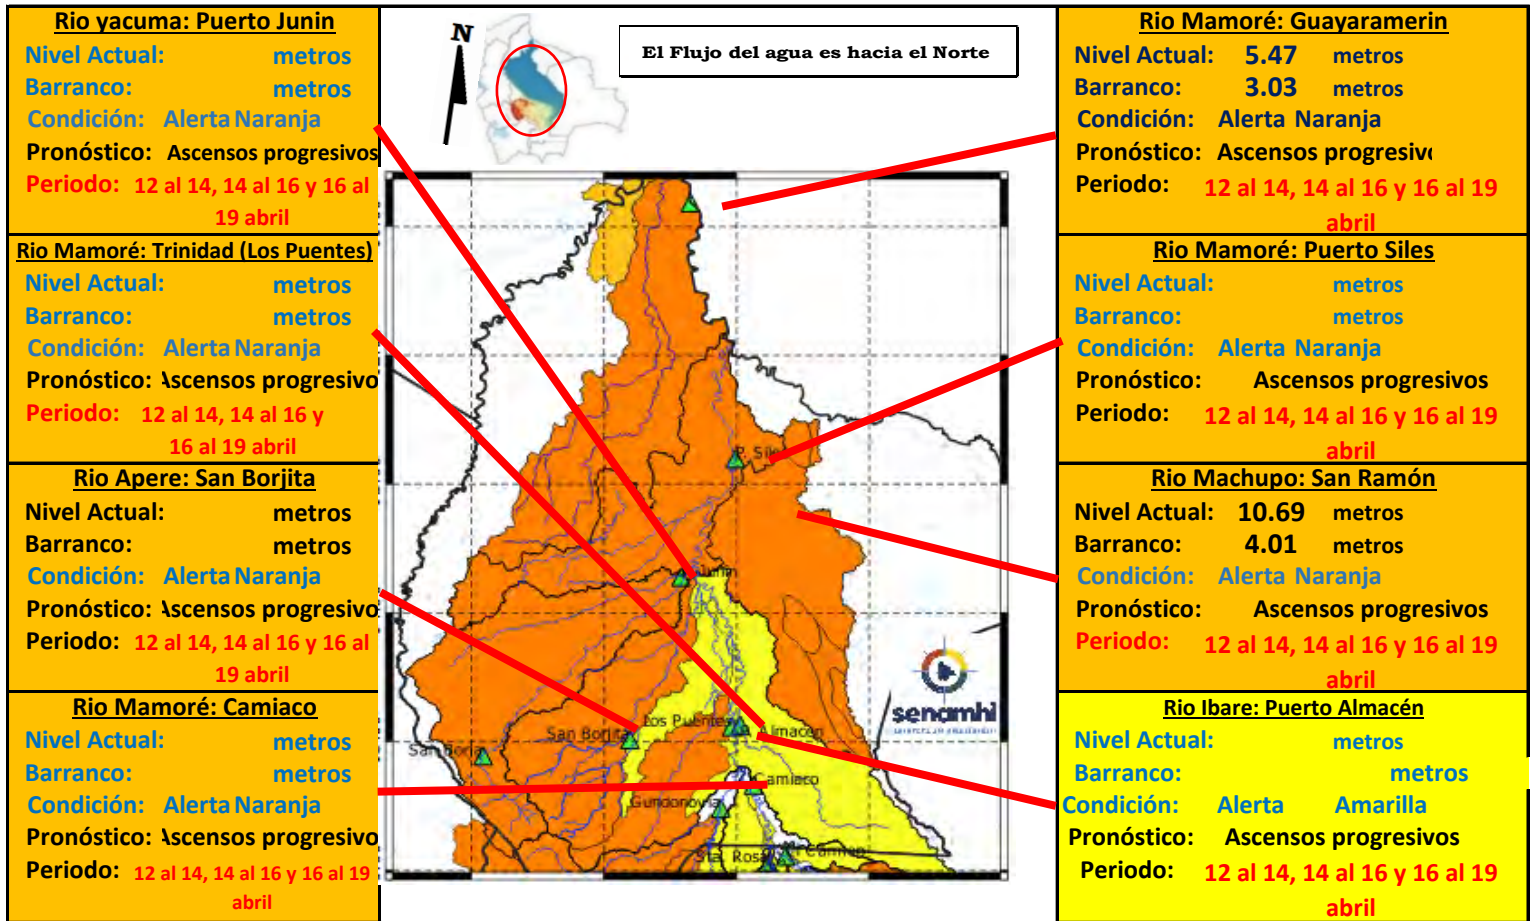 Rio yacuma: Puerto Junin
Nivel Actual: metros
Barranco: metros
Condición: Alerta Naranja
Pronóstico: Ascensos progresivos
Periodo: 12 al 14, 14 al 16 y 16 al
19 abril
Rio Mamoré: Trinidad (Los Puentes)
Nivel Actual: metros
Barranco: metros
Condición: Alerta Naranja
Pronóstico: Ascensos progresivo
Periodo: 12 al 14, 14 al 16 y
16 al 19 abril
Rio Apere: San Borjita
Nivel Actual: metros
Barranco: metros
Condición: Alerta Naranja
Pronóstico: Ascensos progresivo
Periodo: 12 al 14, 14 al 16 y 16 al
19 abril
Rio Mamoré: Camiaco
Nivel Actual: metros
Barranco: metros
Condición: Alerta Naranja
Pronóstico: Ascensos progresivo
Periodo: 12 al 14, 14 al 16 y 16 al 19
abril
N
El Flujo del agua es hacia el Norte
P. Sil
Junin
Los Puentes
P. Almacén
San Borjita
San Borja
Camiaco
Gundonovia
Sta. Rosa
El Carmen
senamhi
Rio Mamoré: Guayaramerin
Nivel Actual: 5.47 metros
Barranco: 3.03 metros
Condición: Alerta Naranja
Pronóstico: Ascensos progresiv
Periodo: 12 al 14, 14 al 16 y 16 al 19
abril
Rio Mamoré: Puerto Siles
Nivel Actual: metros
Barranco: metros
Condición: Alerta Naranja
Pronóstico: Ascensos progresivos
Periodo: 12 al 14, 14 al 16 y 16 al 19
abril
Rio Machupo: San Ramón
Nivel Actual: 10.69 metros
Barranco: 4.01 metros
Condición: Alerta Naranja
Pronóstico: Ascensos progresivos
Periodo: 12 al 14, 14 al 16 y 16 al 19
abril
Rio Ibare: Puerto Almacén
Nivel Actual: metros
Barranco: metros
Condición: Alerta Amarilla
Pronóstico: Ascensos progresivos
Periodo: 12 al 14, 14 al 16 y 16 al 19
abril